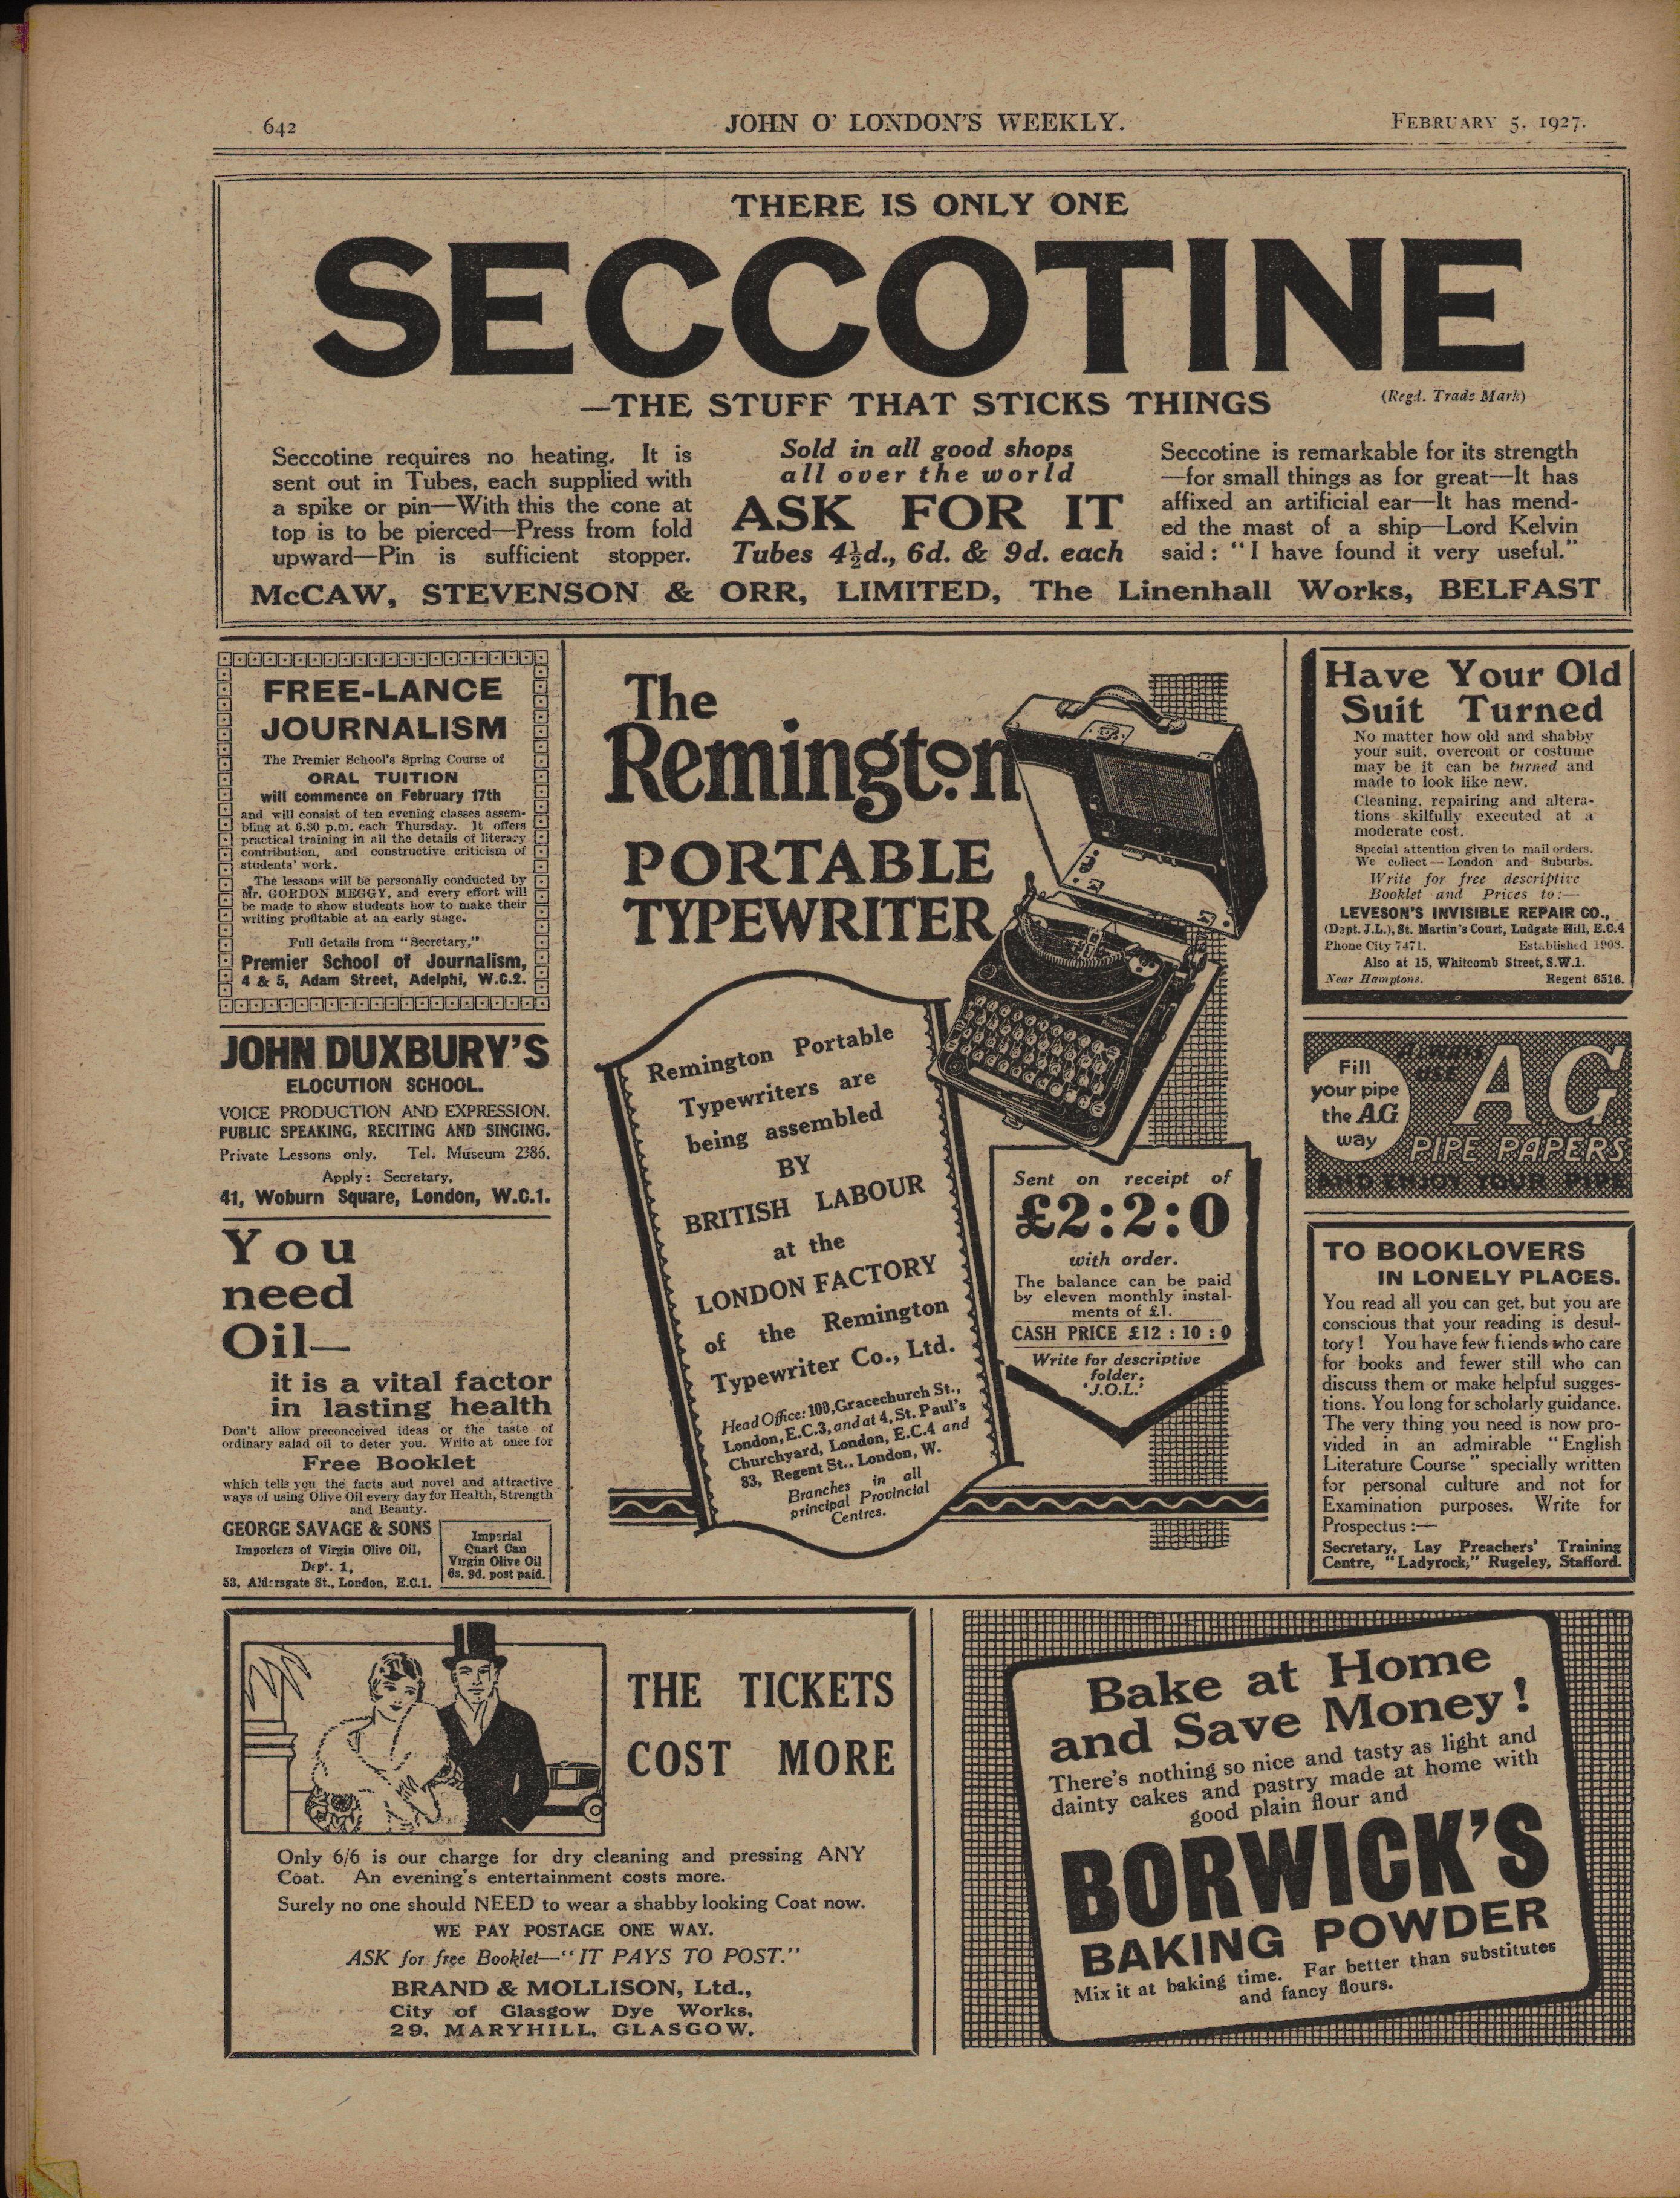 642
JOHN O' LONDON'S WEEKLY.
FEBRUARY 5, 1927.
THERE IS ONLY ONE
SECCOTINE
—THE STUFF THAT STICKS THINGS
(Regd. Trade Mark)
Seccotine requires no heating. It is
sent out in Tubes, each supplied with
a spike or pin—With this the cone at
top is to be pierced—Press from fold
upward—Pin is sufficient stopper.
Sold in all good shops
all over the world
ASK FOR IT
Tubes 4½d., 6d. & 9d. each
Seccotine is remarkable for its strength
—for small things as for great—It has
affixed an artificial ear—It has mend-
ed the mast of a ship—Lord Kelvin
said: "I have found it very useful."
McCAW, STEVENSON & ORR, LIMITED, The Linenhall Works, BELFAST
FREE-LANCE
JOURNALISM
The Premier School's Spring Course of
ORAL TUITION
will commence on February 17th
and will consist of ten evening classes assem-
bling at 6.30 p.m. each Thursday. It offers
practical training in all the details of literary
contribution, and constructive criticism of
students' work.
The lessons will be personally conducted by
Mr. GORDON MEGGY, and every effort will
be made to show students how to make their
writing profitable at an early stage.
Full details from "Secretary,"
Premier School of Journalism,
4 & 5, Adam Street, Adelphi, W.C.2.
JOHN DUXBURY'S
ELOCUTION SCHOOL.
VOICE PRODUCTION AND EXPRESSION.
PUBLIC SPEAKING, RECITING AND SINGING.
Private Lessons only. Tel. Museum 2386.
Apply: Secretary,
41, Woburn Square, London, W.C.1.
You
need
Oil—
it is a vital factor
in lasting health
Don't allow preconceived ideas or the taste of
ordinary salad oil to deter you. Write at once for
Free Booklet
which tells you the facts and novel and attractive
ways of using Olive Oil every day for Health, Strength
and Beauty.
GEORGE SAVAGE & SONS
Importers of Virgin Olive Oil,
Dept. 1,
53, Aldersgate St., London, E.C.1.
Imperial
Quart Can
Virgin Olive Oil
6s. 9d. post paid.
The
Remington
PORTABLE
TYPEWRITER
Remington Portable
Typewriters are
being assembled
BY
BRITISH LABOUR
at the
LONDON FACTORY
of the Remington
Typewriter Co., Ltd.
Head Office: 100, Gracechurch St.,
London, E.C.3, and at 4, St. Paul's
Churchyard, London, E.C.4 and
83, Regent St., London, W.
Branches in all
principal Provincial
Centres.
Remington
Portable
Sent on receipt of
£2:2:0
with order.
The balance can be paid
by eleven monthly instal-
ments of £1.
CASH PRICE £12:10:0
Write for descriptive
folder,
'J.O.L.'
Have Your Old
Suit Turned
No matter how old and shabby
your suit, overcoat or costume
may be it can be turned and
made to look like new.
Cleaning, repairing and altera-
tions skilfully executed at a
moderate cost.
Special attention given to mail orders.
We collect—London and Suburbs.
Write for free descriptive
Booklet and Prices to:—
LEVESON'S INVISIBLE REPAIR CO.,
(Dept. J.L.), St. Martin's Court, Ludgate Hill, E.C.4
Phone City 7471. Established 1908.
Also at 15, Whitcomb Street, S.W.1.
Near Hamptons. Regent 6516.
Fill
your pipe
the AG
way
ALWAYS
USE
AG
PIPE PAPERS
AND ENJOY YOUR PIPE
TO BOOKLOVERS
IN LONELY PLACES.
You read all you can get, but you are
conscious that your reading is desul-
tory! You have few friends who care
for books and fewer still who can
discuss them or make helpful sugges-
tions. You long for scholarly guidance.
The very thing you need is now pro-
vided in an admirable "English
Literature Course" specially written
for personal culture and not for
Examination purposes. Write for
Prospectus:—
Secretary, Lay Preachers' Training
Centre, "Ladyrock," Rugeley, Stafford.
THE TICKETS
COST MORE
Only 6/6 is our charge for dry cleaning and pressing ANY
Coat. An evening's entertainment costs more.
Surely no one should NEED to wear a shabby looking Coat now.
WE PAY POSTAGE ONE WAY.
ASK for free Booklet—"IT PAYS TO POST."
BRAND & MOLLISON, Ltd.,
City of Glasgow Dye Works,
29, MARYHILL, GLASGOW.
Bake at Home
and Save Money!
There's nothing so nice and tasty as light and
dainty cakes and pastry made at home with
good plain flour and
BORWICK'S
BAKING POWDER
Mix it at baking time. Far better than substitutes
and fancy flours.